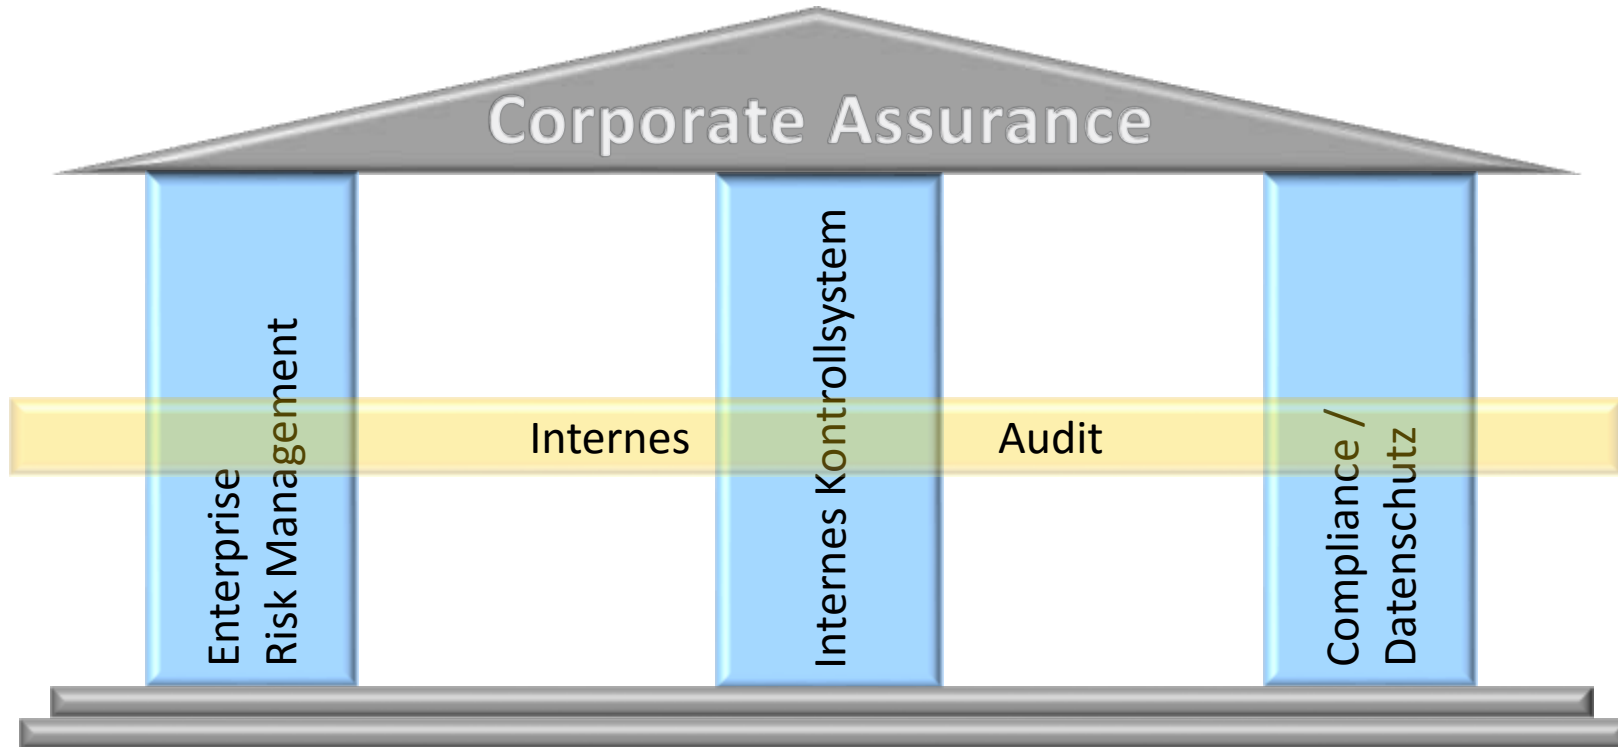 Corporate Assurance
Enterprise
Risk Management
Internes Kontrollsystem
Compliance /
Datenschutz
Internes Audit